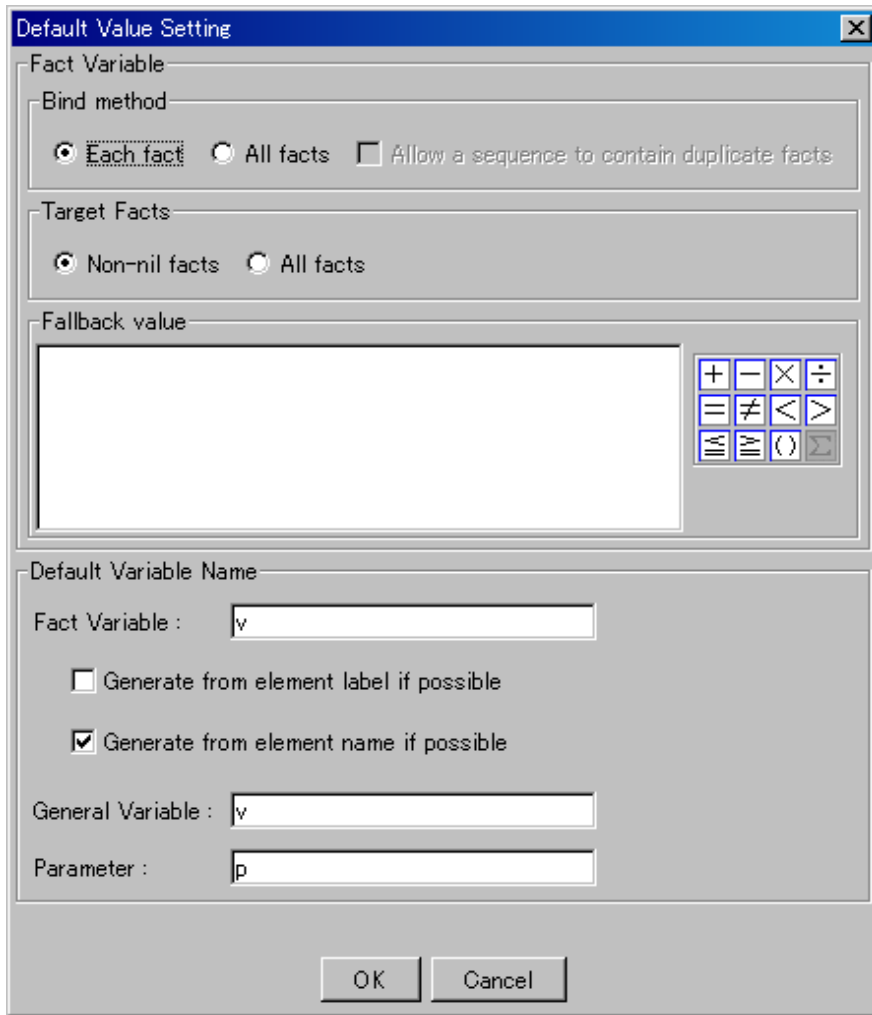 Default Value Setting
Fact Variable
Bind method
Each fact All facts Allow a sequence to contain duplicate facts
Target Facts
Non-nil facts All facts
Fallback value
+ − × ÷
= ≠ < >
≦ ≧ () Σ
Default Variable Name
Fact Variable : v
Generate from element label if possible
Generate from element name if possible
General Variable : v
Parameter : p
OK Cancel